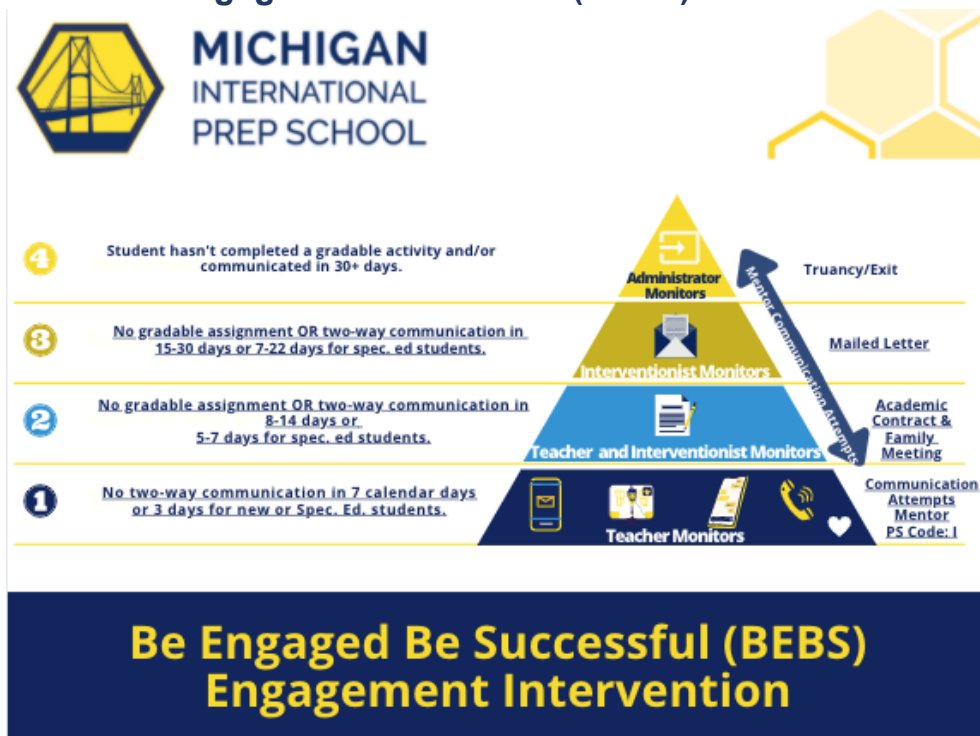 MICHIGAN
INTERNATIONAL
PREP SCHOOL
4
Student hasn't completed a gradable activity and/or
communicated in 30+ days.
Administrator
Monitors
Truancy/Exit
3
No gradable assignment OR two-way communication in
15-30 days or 7-22 days for spec. ed students.
Interventionist Monitors
Mailed Letter
Mentor Communication Attempts
2
No gradable assignment OR two-way communication in
8-14 days or
5-7 days for spec. ed students.
Teacher and Interventionist Monitors
Academic
Contract &
Family
Meeting
1
No two-way communication in 7 calendar days
or 3 days for new or Spec. Ed. students.
Teacher Monitors
Communication
Attempts
Mentor
PS Code: I
Be Engaged Be Successful (BEBS)
Engagement Intervention